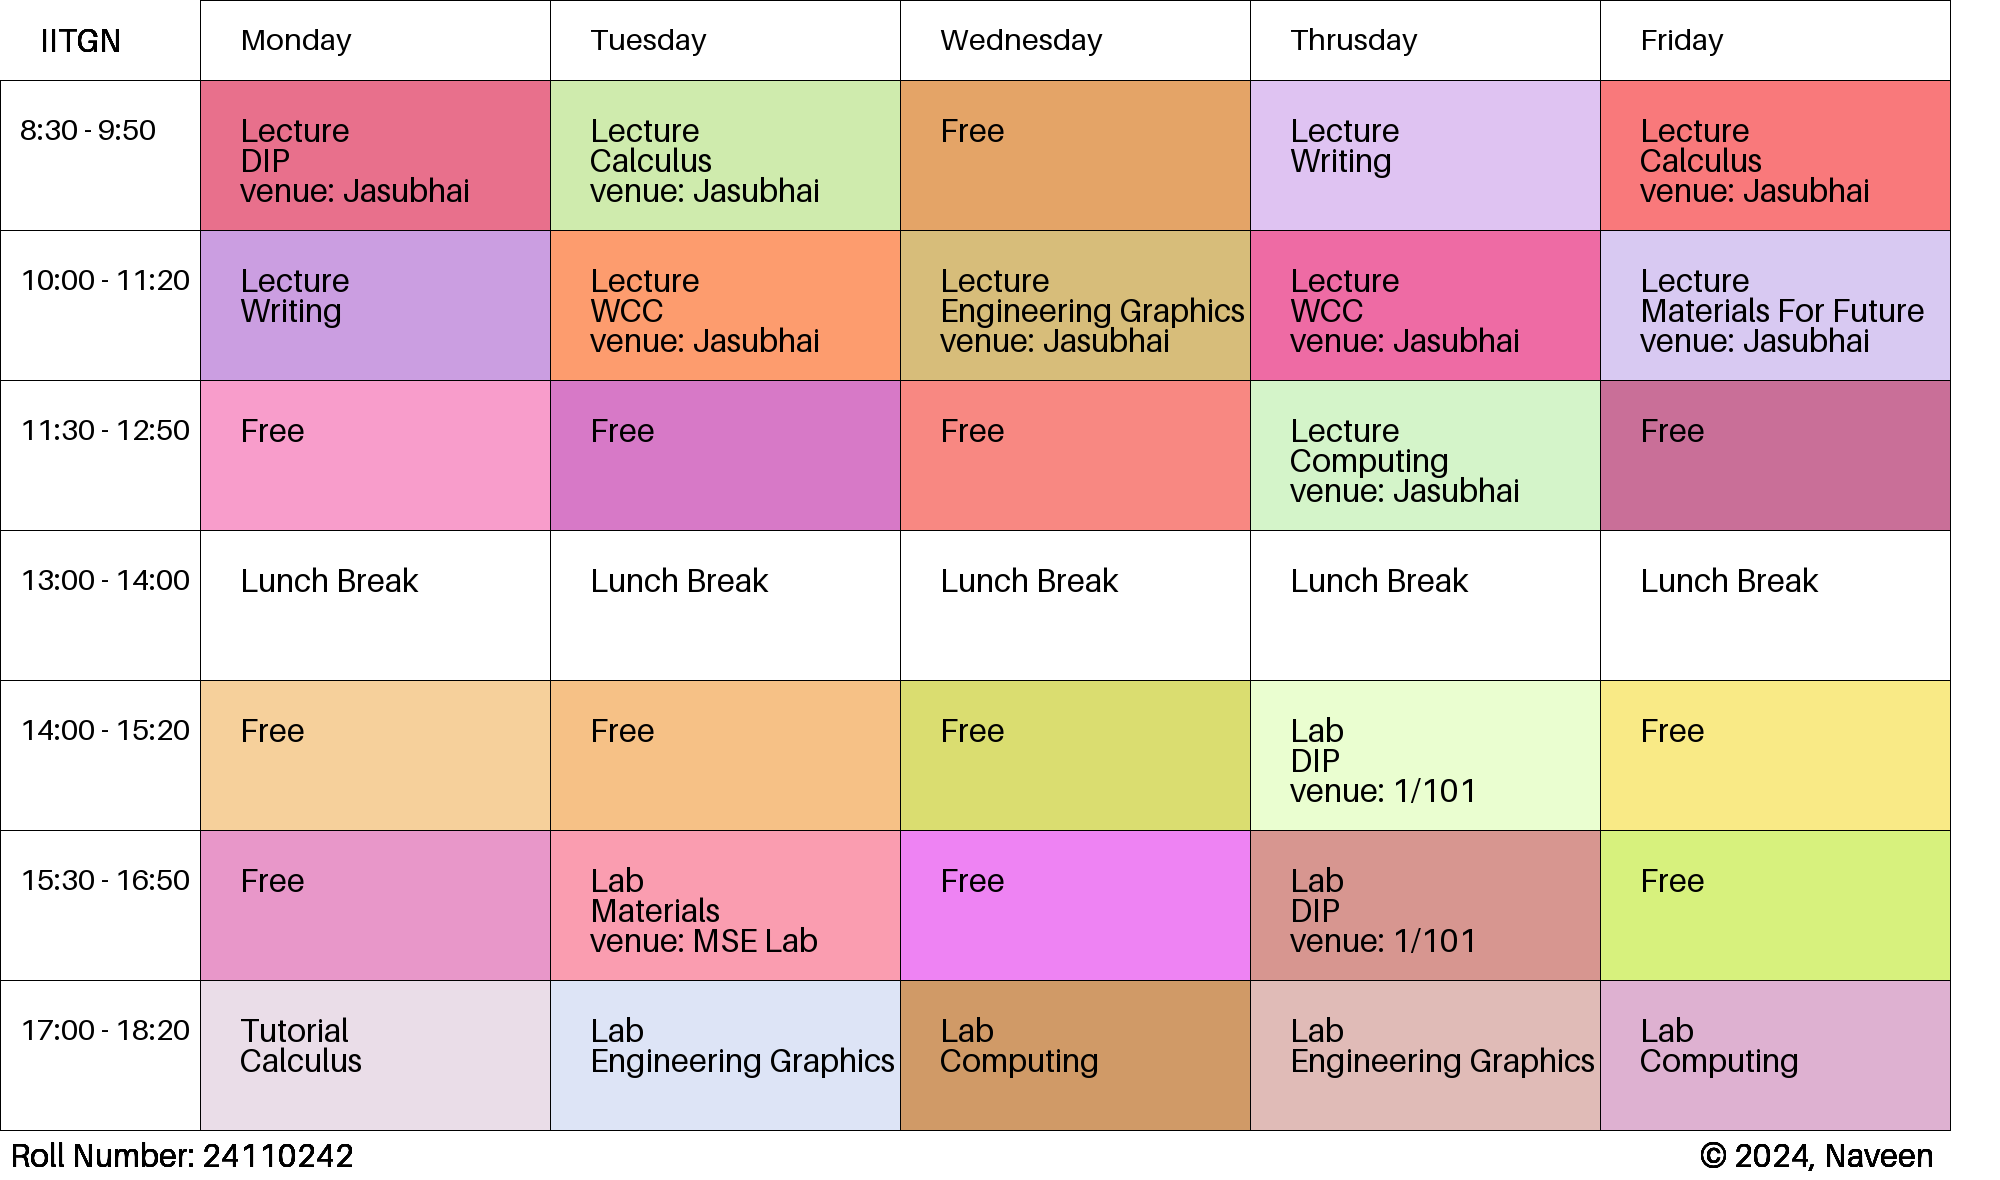 IITGN
Monday
Tuesday
Wednesday
Thrusday
Friday
8:30 - 9:50
Lecture
DIP
venue: Jasubhai
Lecture
Calculus
venue: Jasubhai
Free
Lecture
Writing
Lecture
Calculus
venue: Jasubhai
10:00 - 11:20
Lecture
Writing
Lecture
WCC
venue: Jasubhai
Lecture
Engineering Graphics
venue: Jasubhai
Lecture
WCC
venue: Jasubhai
Lecture
Materials For Future
venue: Jasubhai
11:30 - 12:50
Free
Free
Free
Lecture
Computing
venue: Jasubhai
Free
13:00 - 14:00
Lunch Break
Lunch Break
Lunch Break
Lunch Break
Lunch Break
14:00 - 15:20
Free
Free
Free
Lab
DIP
venue: 1/101
Free
15:30 - 16:50
Free
Lab
Materials
venue: MSE Lab
Free
Lab
DIP
venue: 1/101
Free
17:00 - 18:20
Tutorial
Calculus
Lab
Engineering Graphics
Lab
Computing
Lab
Engineering Graphics
Lab
Computing
Roll Number: 24110242
© 2024, Naveen